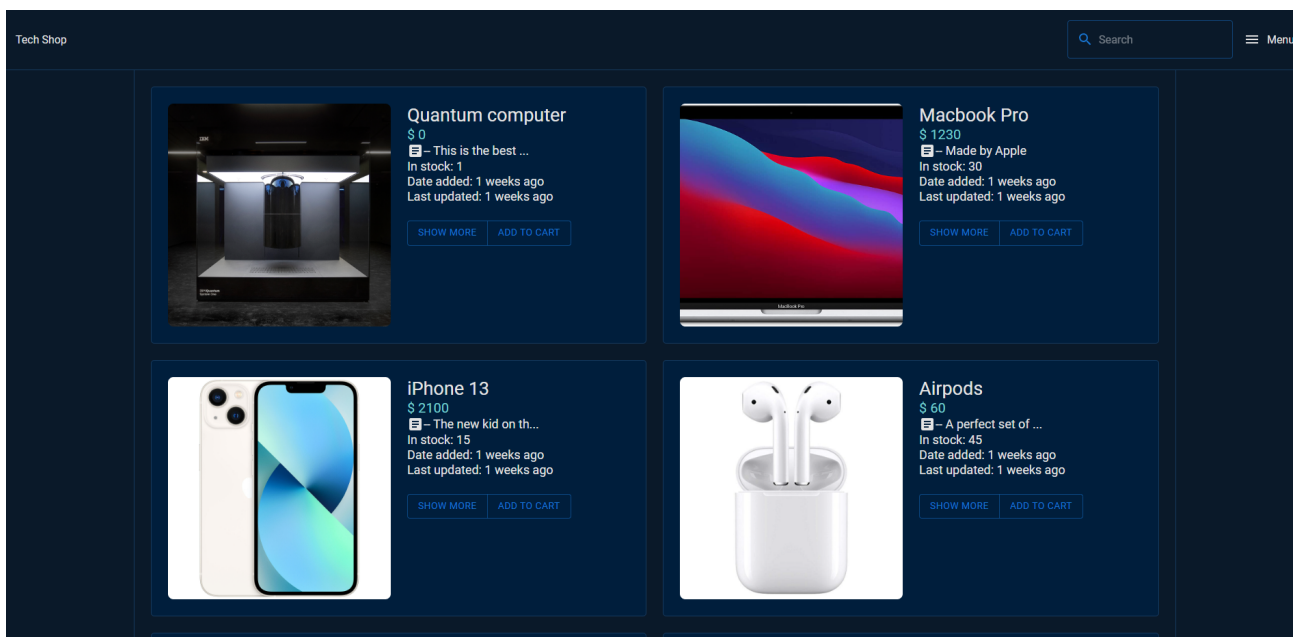 Tech Shop
Search
Menu
Quantum computer
$ 0
– This is the best ...
In stock: 1
Date added: 1 weeks ago
Last updated: 1 weeks ago
SHOW MORE
ADD TO CART
IBM
Macbook Pro
$ 1230
– Made by Apple
In stock: 30
Date added: 1 weeks ago
Last updated: 1 weeks ago
SHOW MORE
ADD TO CART
MacBook Pro
iPhone 13
$ 2100
– The new kid on th...
In stock: 15
Date added: 1 weeks ago
Last updated: 1 weeks ago
SHOW MORE
ADD TO CART
Airpods
$ 60
– A perfect set of ...
In stock: 45
Date added: 1 weeks ago
Last updated: 1 weeks ago
SHOW MORE
ADD TO CART